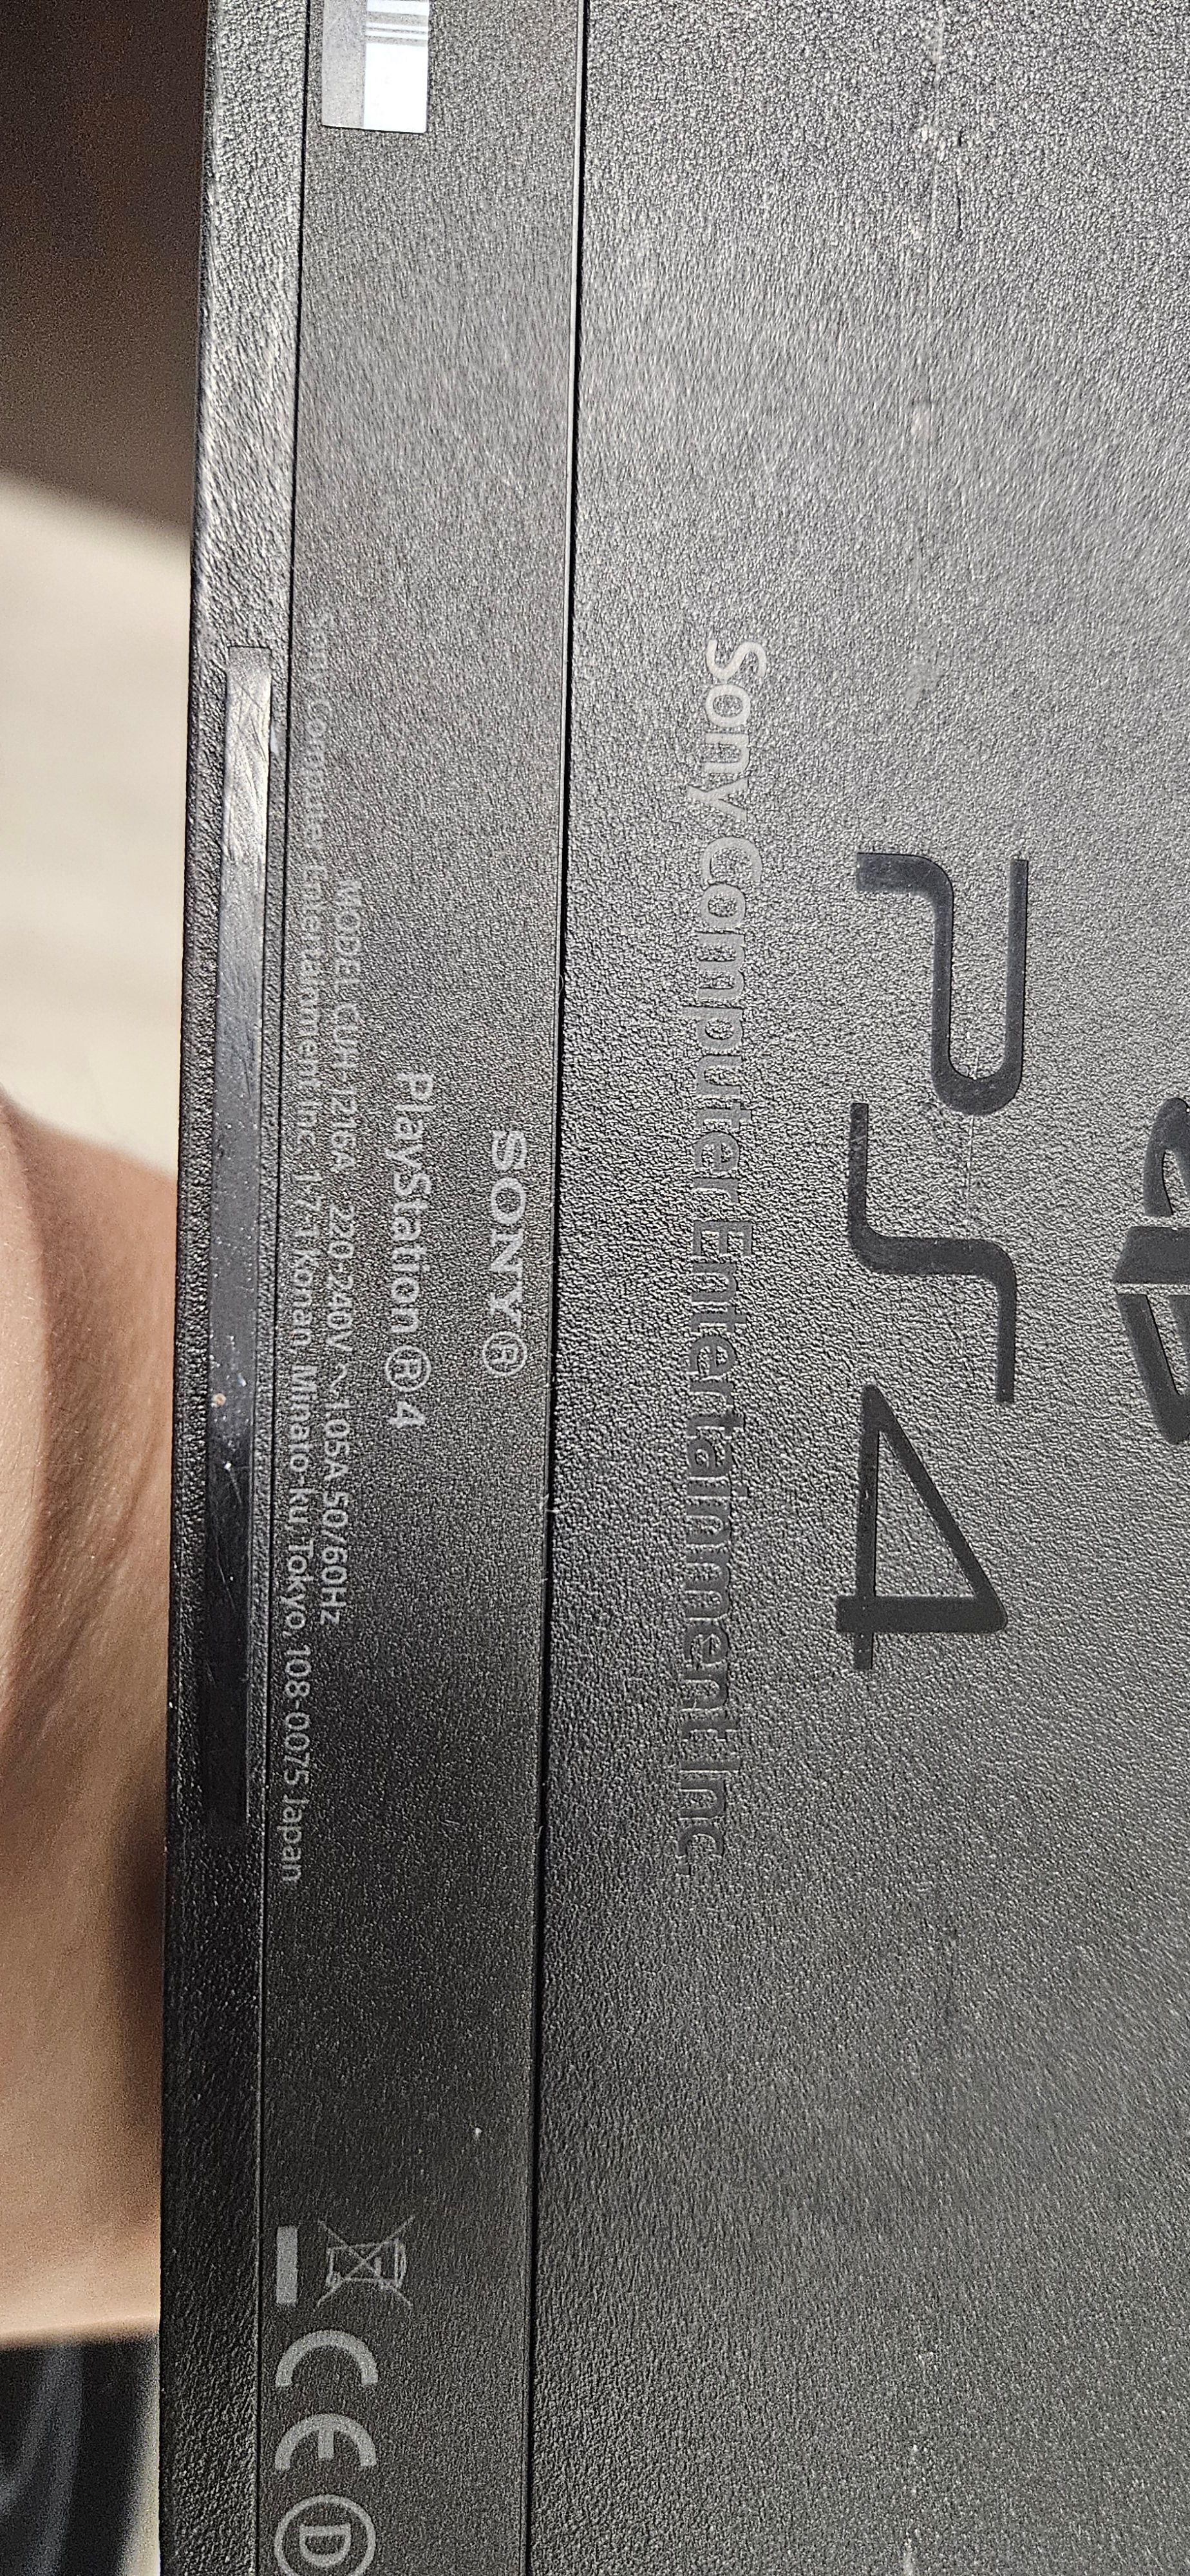 PS4
Sony Computer Entertainment Inc.
SONY®
PlayStation®4
MODEL CUH-1216A 220-240V ~ 1.05A 50/60Hz
Sony Computer Entertainment Inc. 1-7-1 Konan Minato-ku, Tokyo, 108-0075 Japan
CE
D